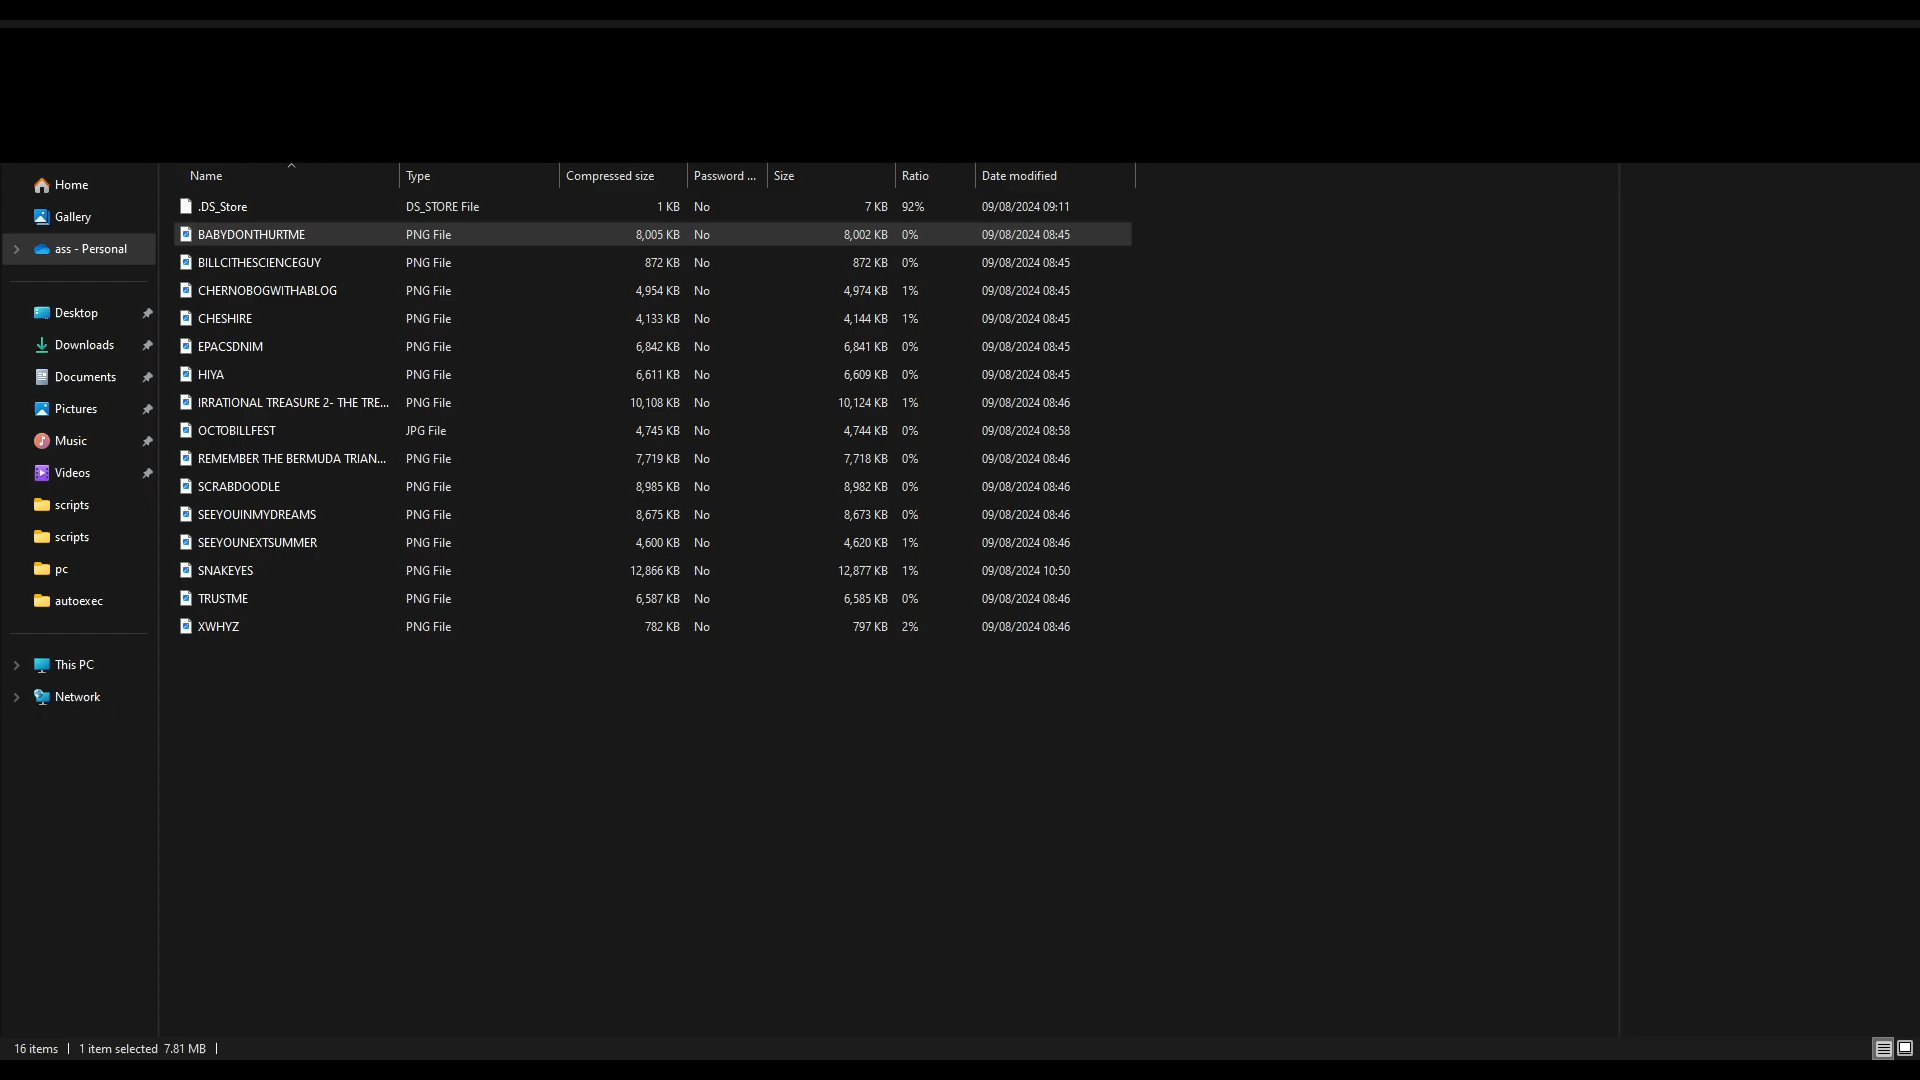 Name Type Compressed size Password ... Size Ratio Date modified
Home
Gallery
ass - Personal
Desktop
Downloads
Documents
Pictures
Music
Videos
scripts
scripts
pc
autoexec
This PC
Network
.DS_Store DS_STORE File 1 KB No 7 KB 92% 09/08/2024 09:11
BABYDONTHURTME PNG File 8,005 KB No 8,002 KB 0% 09/08/2024 08:45
BILLCITHESCIENCEGUY PNG File 872 KB No 872 KB 0% 09/08/2024 08:45
CHERNOBOGWITHABLOG PNG File 4,954 KB No 4,974 KB 1% 09/08/2024 08:45
CHESHIRE PNG File 4,133 KB No 4,144 KB 1% 09/08/2024 08:45
EPACSDNIM PNG File 6,842 KB No 6,841 KB 0% 09/08/2024 08:45
HIYA PNG File 6,611 KB No 6,609 KB 0% 09/08/2024 08:45
IRRATIONAL TREASURE 2- THE TRE... PNG File 10,108 KB No 10,124 KB 1% 09/08/2024 08:46
OCTOBILLFEST JPG File 4,745 KB No 4,744 KB 0% 09/08/2024 08:58
REMEMBER THE BERMUDA TRIAN... PNG File 7,719 KB No 7,718 KB 0% 09/08/2024 08:46
SCRABDOODLE PNG File 8,985 KB No 8,982 KB 0% 09/08/2024 08:46
SEEYOUINMYDREAMS PNG File 8,675 KB No 8,673 KB 0% 09/08/2024 08:46
SEEYOUNEXTSUMMER PNG File 4,600 KB No 4,620 KB 1% 09/08/2024 08:46
SNAKEYES PNG File 12,866 KB No 12,877 KB 1% 09/08/2024 10:50
TRUSTME PNG File 6,587 KB No 6,585 KB 0% 09/08/2024 08:46
XWHYZ PNG File 782 KB No 797 KB 2% 09/08/2024 08:46
16 items | 1 item selected 7.81 MB |